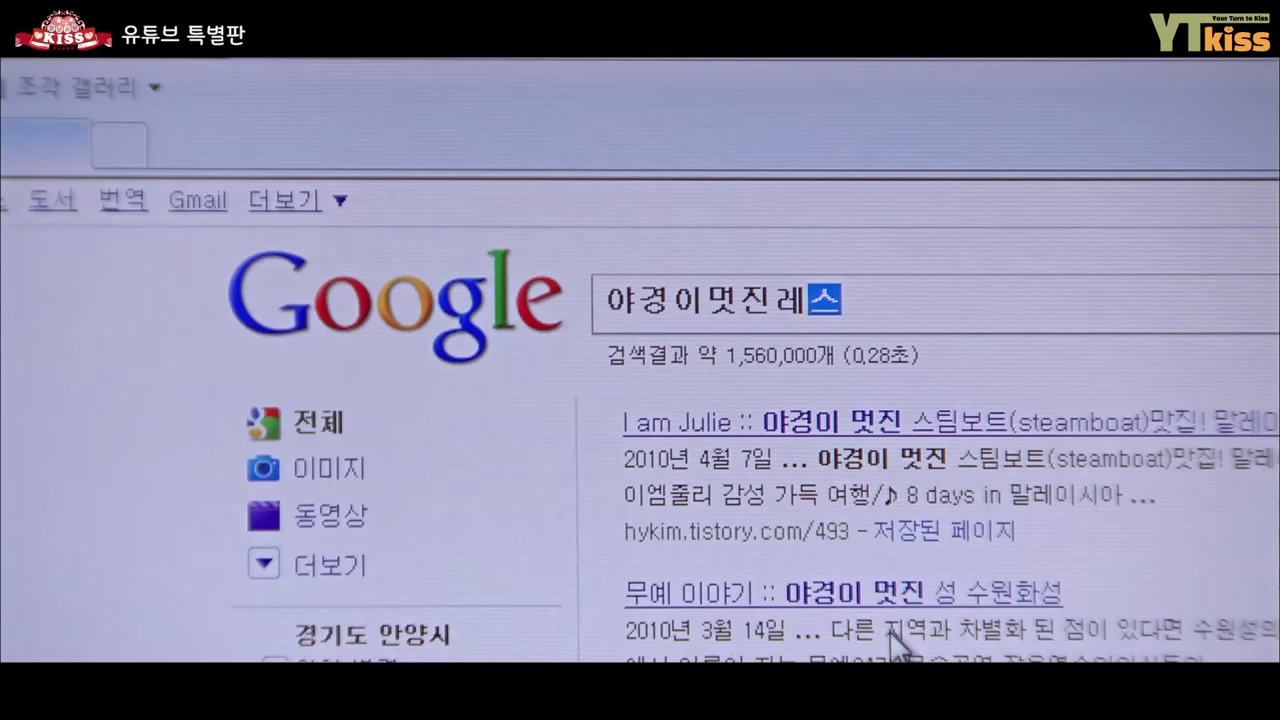 KISS 유튜브 특별판
Your Turn to Kiss
YTkiss
조각 갤러리
도서 번역 Gmail 더보기
Google
야경이멋진레스
검색결과 약 1,560,000개 (0.28초)
전체
이미지
동영상
더보기
경기도 안양시
I am Julie :: 야경이 멋진 스팀보트(steamboat)맛집! 말레이
2010년 4월 7일 ... 야경이 멋진 스팀보트(steamboat)맛집! 말레
이엠줄리 감성 가득 여행/♪ 8 days in 말레이시아 ...
hykim.tistory.com/493 - 저장된 페이지
무예 이야기 :: 야경이 멋진 성 수원화성
2010년 3월 14일 ... 다른 지역과 차별화 된 점이 있다면 수원성의